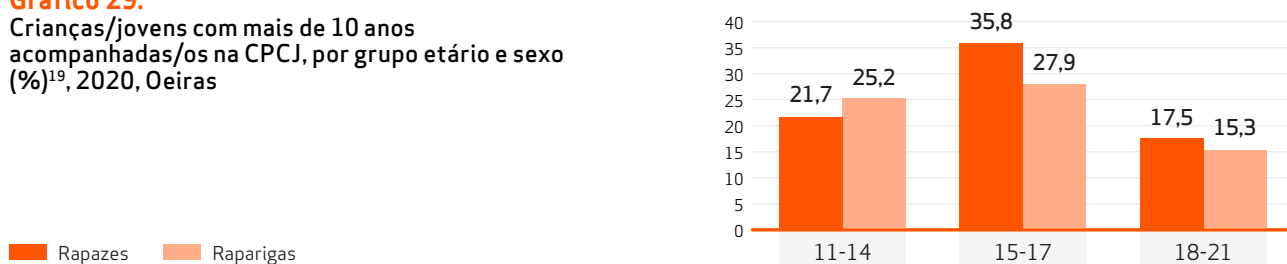 Gráfico 29.
Crianças/jovens com mais de 10 anos
acompanhadas/os na CPCJ, por grupo etário e sexo
(%)¹⁹, 2020, Oeiras
Rapazes Raparigas
40
35
30
25
20
15
10
5
0
21,7 25,2 35,8 27,9 17,5 15,3
11-14 15-17 18-21